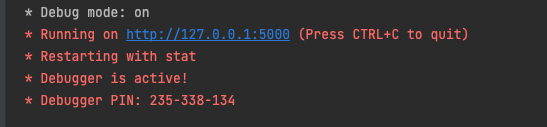 * Debug mode: on
* Running on http://127.0.0.1:5000 (Press CTRL+C to quit)
* Restarting with stat
* Debugger is active!
* Debugger PIN: 235-338-134